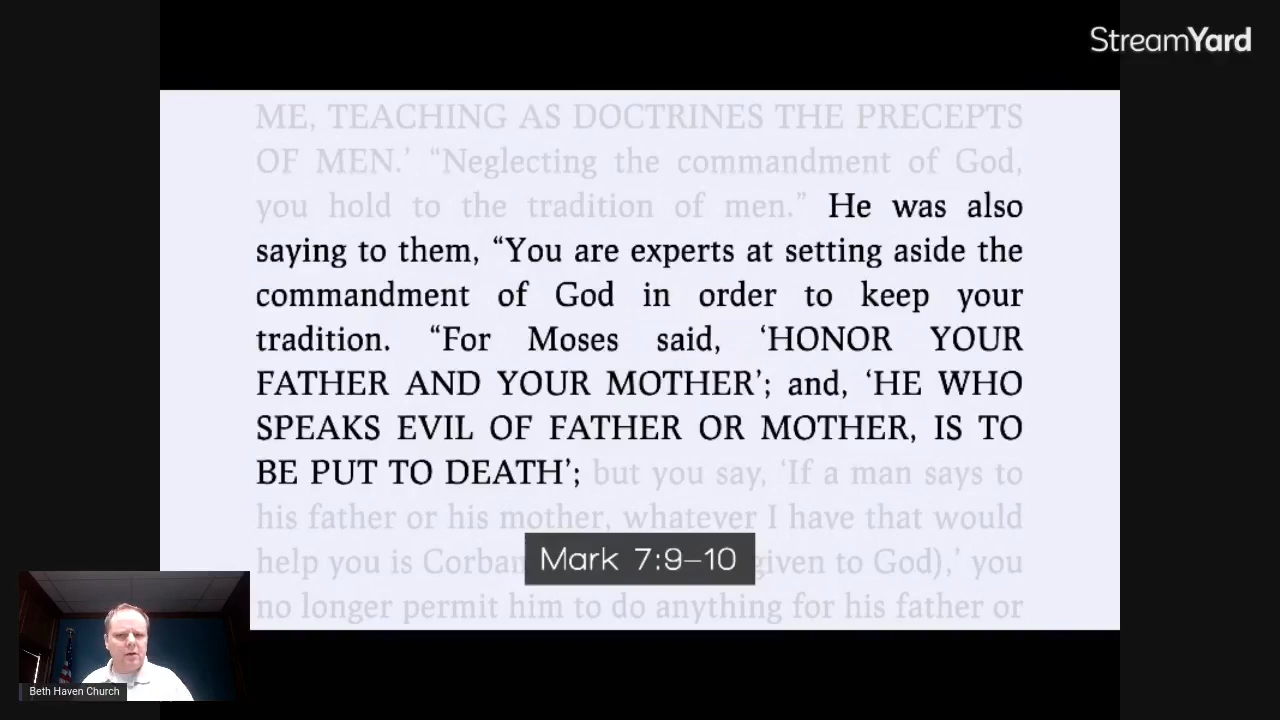 StreamYard
ME, TEACHING AS DOCTRINES THE PRECEPTS
OF MEN.’ “Neglecting the commandment of God,
you hold to the tradition of men.” He was also
saying to them, “You are experts at setting aside the
commandment of God in order to keep your
tradition. “For Moses said, ‘HONOR YOUR
FATHER AND YOUR MOTHER’; and, ‘HE WHO
SPEAKS EVIL OF FATHER OR MOTHER, IS TO
BE PUT TO DEATH’; but you say, ‘If a man says to
his father or his mother, whatever I have that would
help you is Corban given to God),’ you
Mark 7:9–10
no longer permit him to do anything for his father or
Beth Haven Church